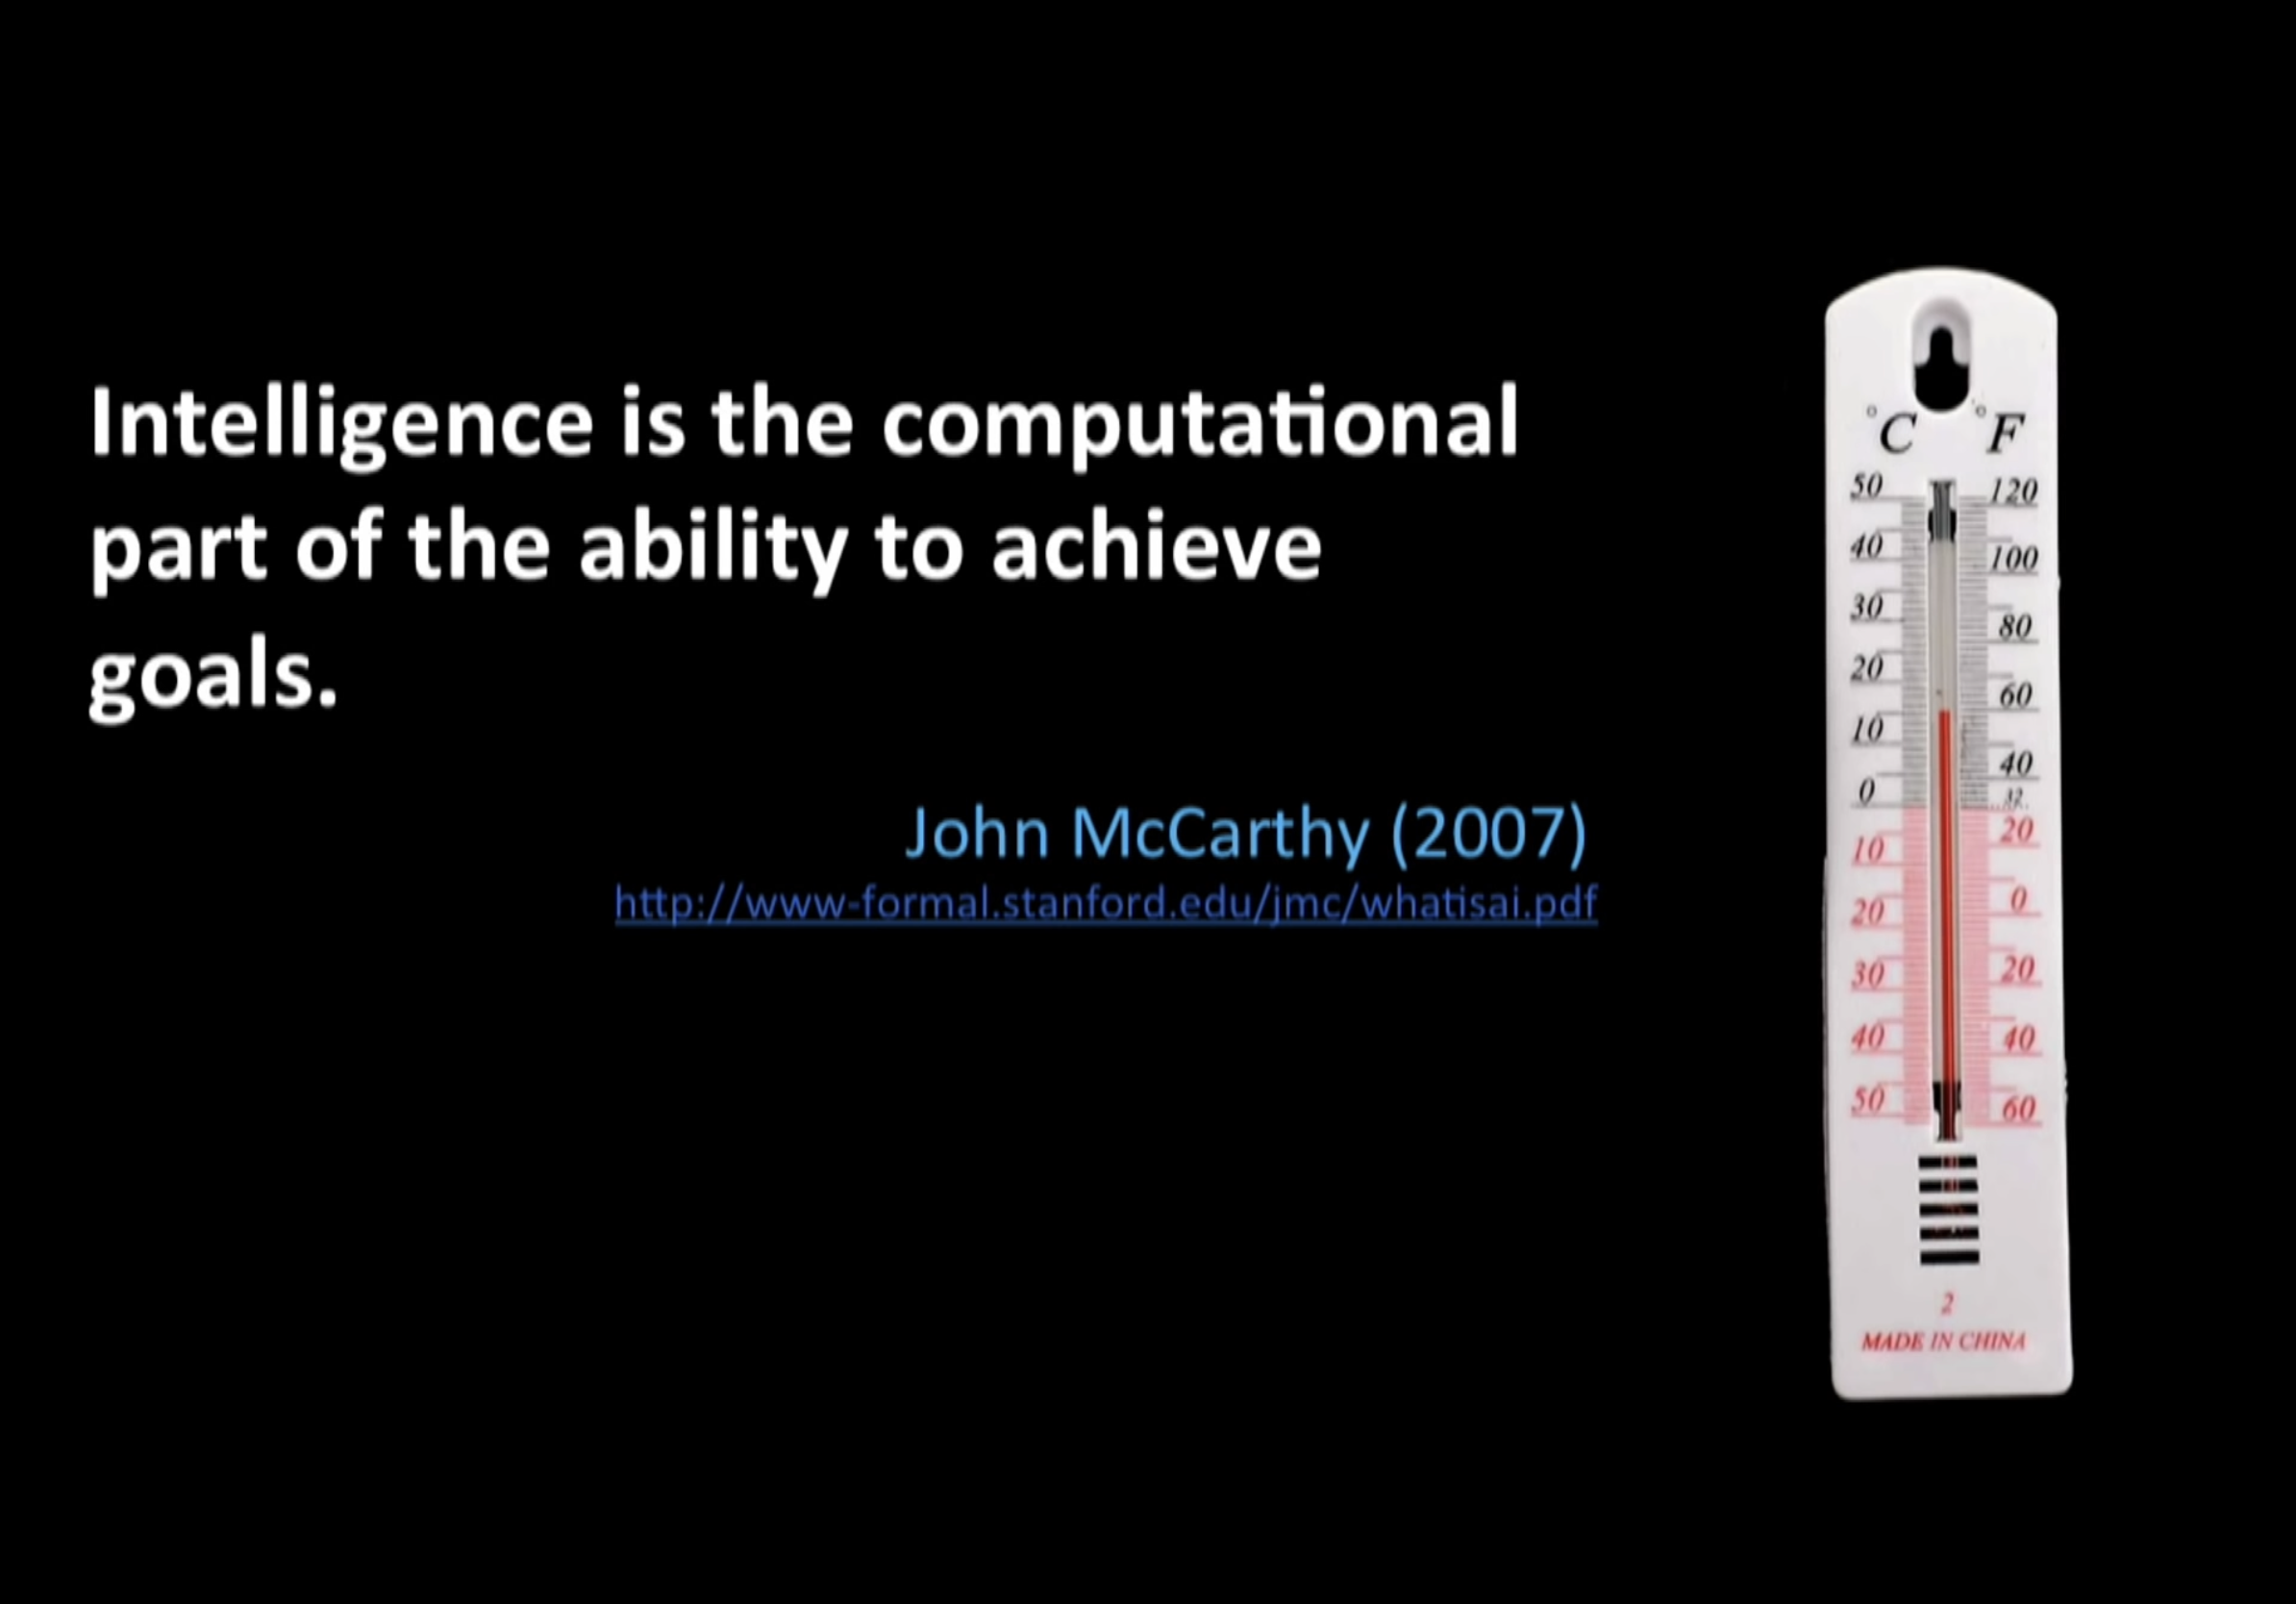 Intelligence is the computational
part of the ability to achieve
goals.
John McCarthy (2007)
http://www-formal.stanford.edu/jmc/whatisai.pdf
°C °F
50 120
40 100
30 80
20 60
10 40
0 32
10 20
20 0
30 20
40 40
50 60
2
MADE IN CHINA